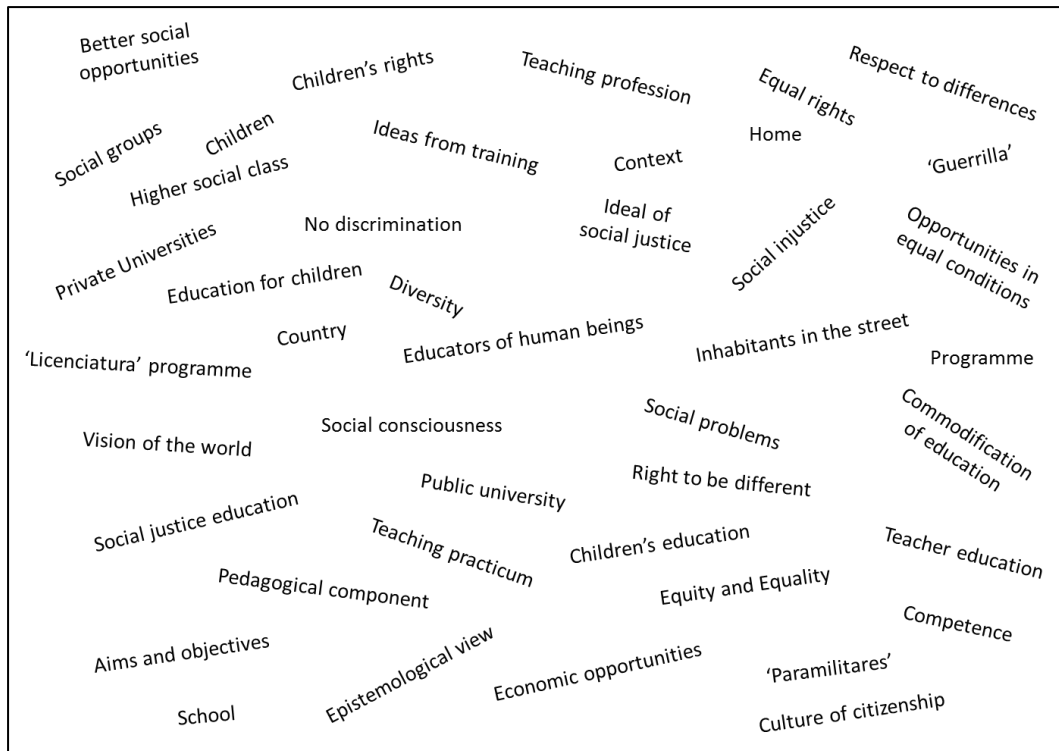 Better social
opportunities
Children's rights
Teaching profession
Equal rights
Respect to differences
Social groups
Children
Ideas from training
Context
Home
'Guerrilla'
Higher social class
No discrimination
Ideal of
social justice
Social injustice
Opportunities in
equal conditions
Private Universities
Education for children
Diversity
Country
Educators of human beings
Inhabitants in the street
Programme
'Licenciatura' programme
Vision of the world
Social consciousness
Social problems
Commodification
of education
Public university
Right to be different
Social justice education
Teaching practicum
Children's education
Teacher education
Pedagogical component
Equity and Equality
Competence
Aims and objectives
Epistemological view
Economic opportunities
'Paramilitares'
School
Culture of citizenship